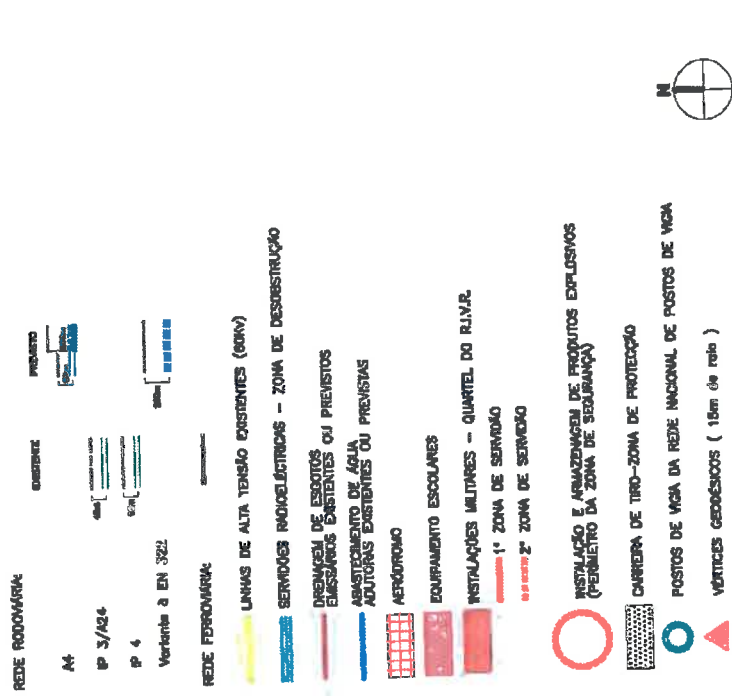 REDE RODOVIÁRIA:
EXISTENTE PREVISTO
A4
IP 3/A24
IP 4
Variante à EN 322
REDE FERROVIÁRIA:
LINHAS DE ALTA TENSÃO EXISTENTES (60KV)
SERVIDÕES RADIOELÉCTRICAS - ZONA DE DESOBSTRUÇÃO
DRENAGEM DE ESGOTOS
EMISSÁRIOS EXISTENTES OU PREVISTOS
ABASTECIMENTO DE ÁGUA
ADUTORAS EXISTENTES OU PREVISTAS
AERÓDROMO
EQUIPAMENTO ESCOLARES
INSTALAÇÕES MILITARES - QUARTEL DO R.I.V.R.
1ª ZONA DE SERVIDÃO
2ª ZONA DE SERVIDÃO
INSTALAÇÃO E ARMAZENAGEM DE PRODUTOS EXPLOSIVOS
(PERÍMETRO DA ZONA DE SEGURANÇA)
CARREIRA DE TIRO-ZONA DE PROTECÇÃO
POSTOS DE VIGIA DA REDE NACIONAL DE POSTOS DE VIGIA
VÉRTICES GEODÉSICOS ( 15m de raio )
N